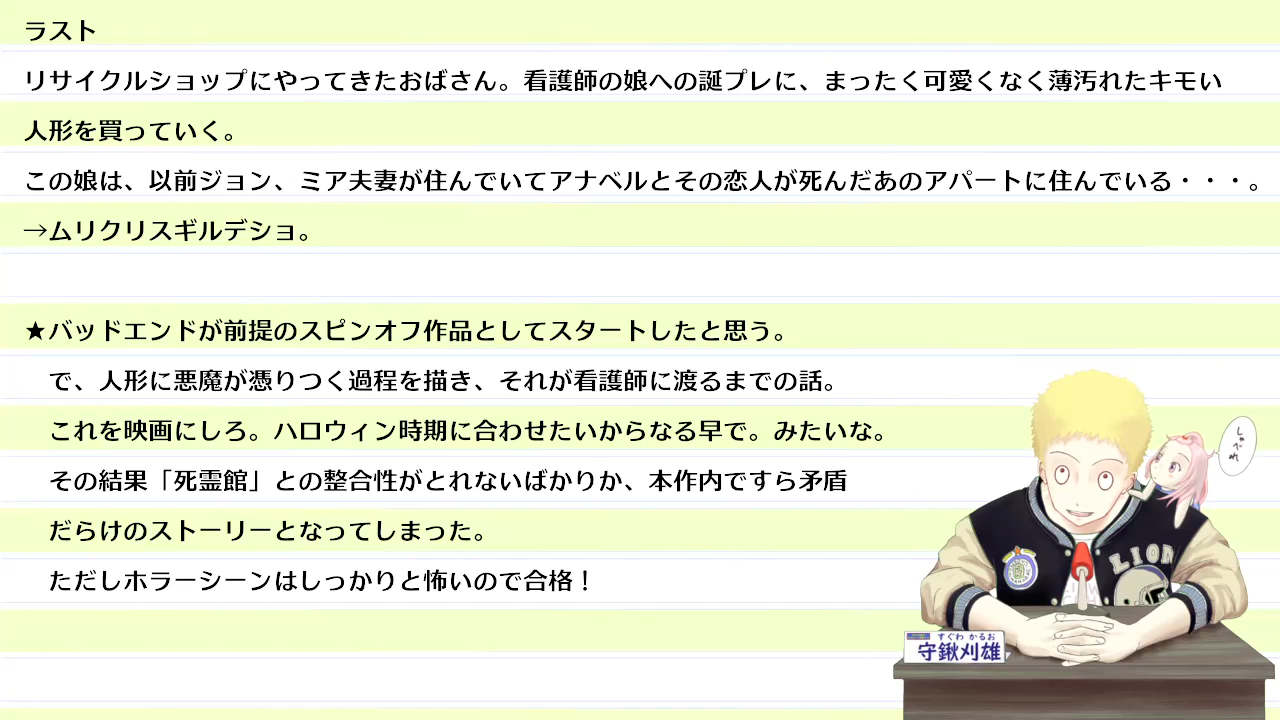 ラスト
リサイクルショップにやってきたおばさん。看護師の娘への誕プレに、まったく可愛くなく薄汚れたキモい
人形を買っていく。
この娘は、以前ジョン、ミア夫妻が住んでいてアナベルとその恋人が死んだあのアパートに住んでいる・・・。
→ムリクリスギルデショ。
★バッドエンドが前提のスピンオフ作品としてスタートしたと思う。
で、人形に悪魔が憑りつく過程を描き、それが看護師に渡るまでの話。
これを映画にしろ。ハロウィン時期に合わせたいからなる早で。みたいな。
その結果「死霊館」との整合性がとれないばかりか、本作内ですら矛盾
だらけのストーリーとなってしまった。
ただしホラーシーンはしっかりと怖いので合格！
しゃべれ
LION
すぐわ かるお
守鍬刈雄